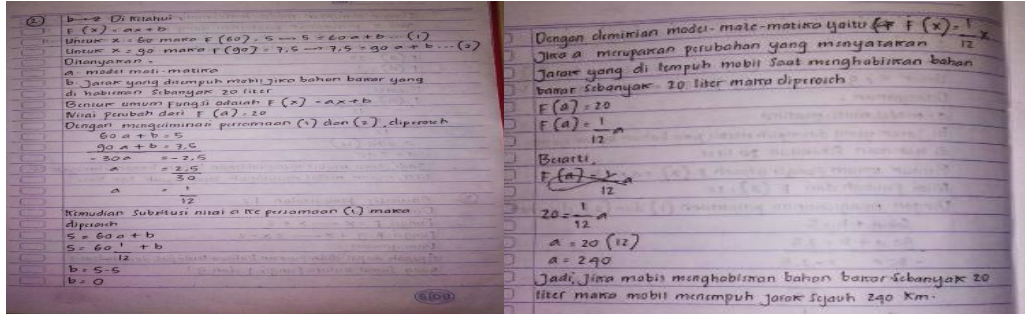 ② Diketahui :
F (x) = ax + b
Untuk x = 60 maka F (60) = 5 → 5 = 60 a + b ... (1)
Untuk x = 90 maka F (90) = 7,5 → 7,5 = 90 a + b ... (2)
Ditanyakan :
a. model mate-matika
b. Jarak yang ditempuh mobil jika bahan bakar yang
di habiskan sebanyak 20 liter
Bentuk umum fungsi adalah F (x) = ax + b
Nilai perubah dari F (a) = 20
Dengan mengeliminasi persamaan (1) dan (2) diperoleh
60 a + b = 5
90 a + b = 7,5
- 30 a = - 2,5
a = 2,5
30
a = 1
12
Kemudian Subsitusi nilai a ke persamaan (1) maka
diperoleh
5 = 60 a + b
5 = 60 1 + b
12
b = 5 - 5
b = 0
Dengan demikian model-mate-matika yaitu F (x) = 1 x
12
Jika a merupakan perubahan yang menyatakan
Jarak yang di tempuh mobil Saat menghabiskan bahan
bakar sebanyak 20 liter maka diperoleh
F (a) = 20
F (a) = 1 a
12
Berarti,
F (a) = 1 a
12
20 = 1 a
12
a = 20 (12)
a = 240
Jadi, Jika mobil menghabiskan bahan bakar sebanyak 20
liter maka mobil menempuh jarak sejauh 240 Km.